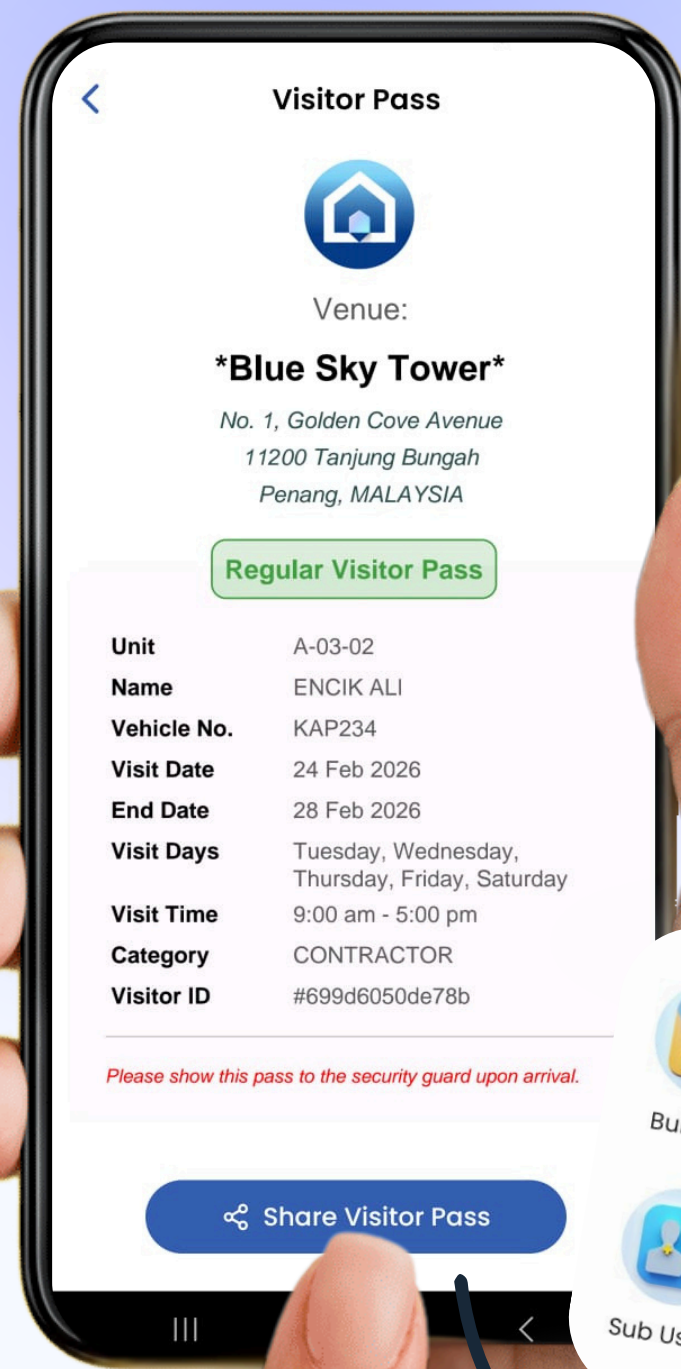 Visitor Pass
Venue:
*Blue Sky Tower*
No. 1, Golden Cove Avenue
11200 Tanjung Bungah
Penang, MALAYSIA
Regular Visitor Pass
Unit A-03-02
Name ENCIK ALI
Vehicle No. KAP234
Visit Date 24 Feb 2026
End Date 28 Feb 2026
Visit Days Tuesday, Wednesday,
Thursday, Friday, Saturday
Visit Time 9:00 am - 5:00 pm
Category CONTRACTOR
Visitor ID #699d6050de78b
Please show this pass to the security guard upon arrival.
Share Visitor Pass
Sub